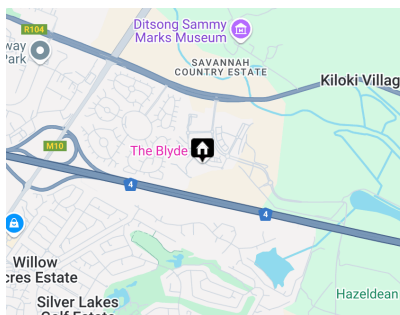 Ditsong Sammy
Marks Museum
R104
way
Park
SAVANNAH
COUNTRY ESTATE
Kiloki Villag
M10
The Blyde
4
4
Willow
cres Estate
Silver Lakes
Golf Estate
Hazeldean